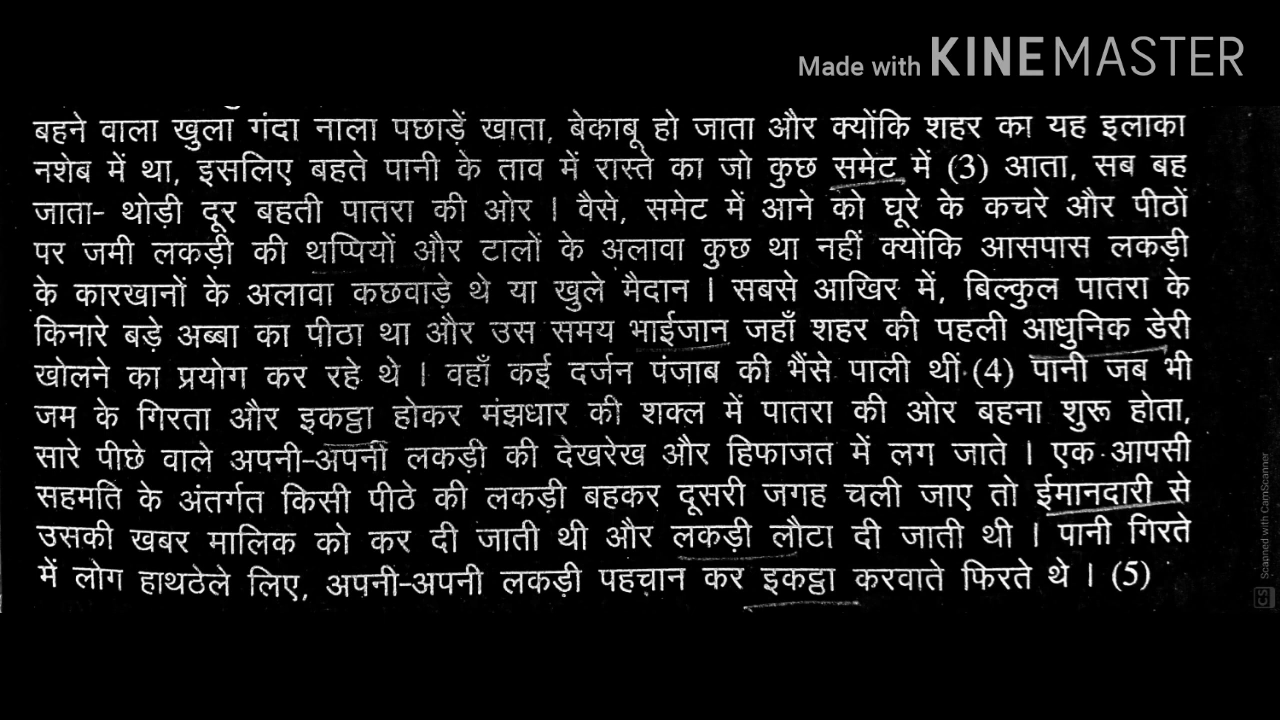 Made with KINEMASTER
बहने वाला खुला गंदा नाला पछाड़ें खाता, बेकाबू हो जाता और क्योंकि शहर का यह इलाका
नशेब में था, इसलिए बहते पानी के ताव में रास्ते का जो कुछ समेट में (3) आता, सब बह
जाता- थोड़ी दूर बहती पातरा की ओर । वैसे, समेट में आने को घूरे के कचरे और पीठों
पर जमी लकड़ी की थप्पियों और टालों के अलावा कुछ था नहीं क्योंकि आसपास लकड़ी
के कारखानों के अलावा कछवाड़े थे या खुले मैदान । सबसे आखिर में, बिल्कुल पातरा के
किनारे बड़े अब्बा का पीठा था और उस समय भाईजान जहाँ शहर की पहली आधुनिक डेरी
खोलने का प्रयोग कर रहे थे । वहाँ कई दर्जन पंजाब की भैंसे पाली थीं (4) पानी जब भी
जम के गिरता और इकट्ठा होकर मंझधार की शक्ल में पातरा की ओर बहना शुरू होता,
सारे पीछे वाले अपनी-अपनी लकड़ी की देखरेख और हिफाजत में लग जाते । एक आपसी
सहमति के अंतर्गत किसी पीठे की लकड़ी बहकर दूसरी जगह चली जाए तो ईमानदारी से
उसकी खबर मालिक को कर दी जाती थी और लकड़ी लौटा दी जाती थी । पानी गिरते
में लोग हाथठेले लिए, अपनी-अपनी लकड़ी पहचान कर इकट्ठा करवाते फिरते थे । (5)
CS Scanned with CamScanner